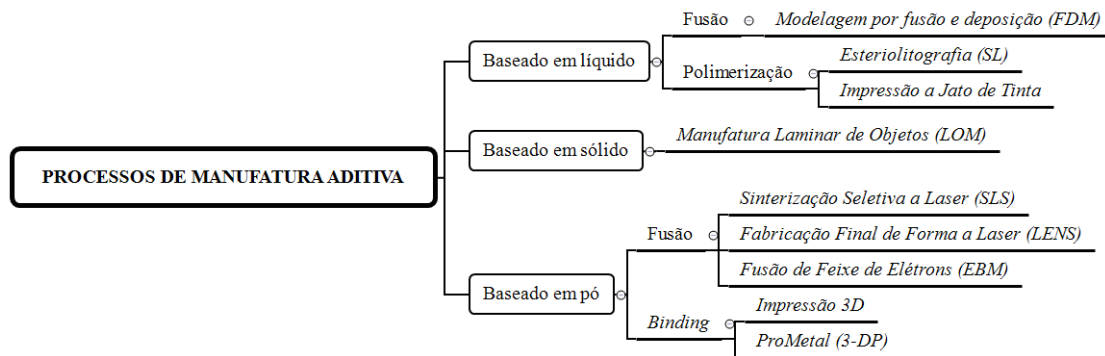 PROCESSOS DE MANUFATURA ADITIVA
Baseado em líquido
Fusão
Modelagem por fusão e deposição (FDM)
Polimerização
Esteriolitografia (SL)
Impressão a Jato de Tinta
Baseado em sólido
Manufatura Laminar de Objetos (LOM)
Baseado em pó
Fusão
Sinterização Seletiva a Laser (SLS)
Fabricação Final de Forma a Laser (LENS)
Fusão de Feixe de Elétrons (EBM)
Binding
Impressão 3D
ProMetal (3-DP)